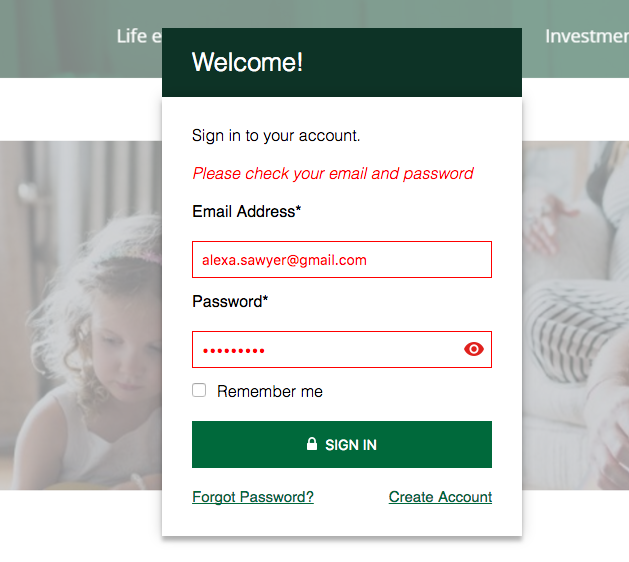 Life e
Investmer
Welcome!
Sign in to your account.
Please check your email and password
Email Address*
alexa.sawyer@gmail.com
Password*
•••••••••
Remember me
SIGN IN
Forgot Password?
Create Account